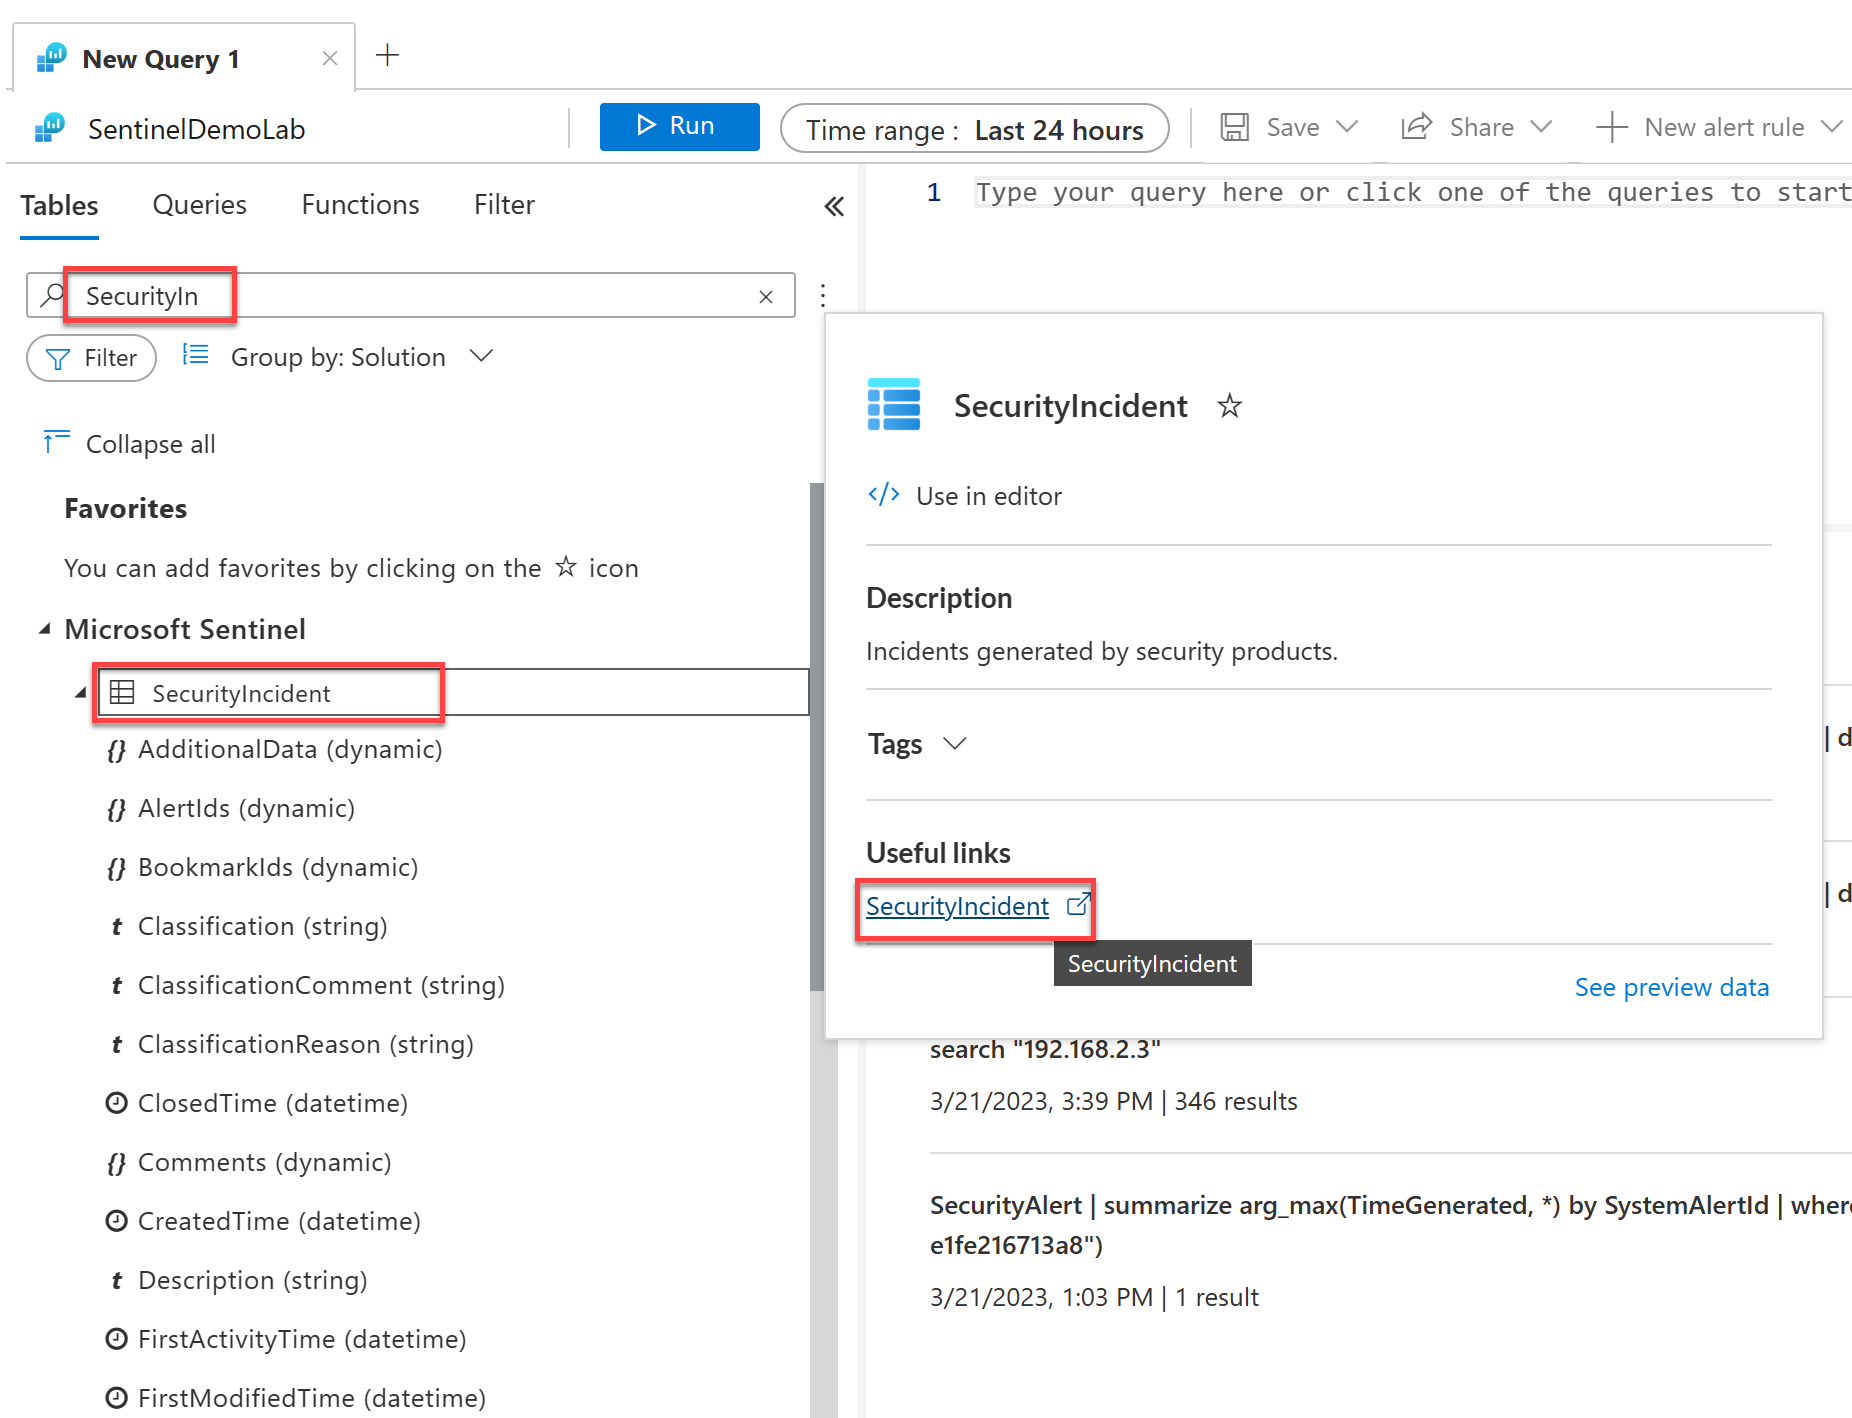 New Query 1
SentinelDemoLab
Run
Time range : Last 24 hours
Save
Share
New alert rule
Tables
Queries
Functions
Filter
1
Type your query here or click one of the queries to start
SecurityIn
Filter
Group by: Solution
Collapse all
Favorites
You can add favorites by clicking on the ☆ icon
Microsoft Sentinel
SecurityIncident
{} AdditionalData (dynamic)
{} AlertIds (dynamic)
{} BookmarkIds (dynamic)
t Classification (string)
t ClassificationComment (string)
t ClassificationReason (string)
ClosedTime (datetime)
{} Comments (dynamic)
CreatedTime (datetime)
t Description (string)
FirstActivityTime (datetime)
FirstModifiedTime (datetime)
SecurityIncident
</> Use in editor
Description
Incidents generated by security products.
Tags
Useful links
SecurityIncident
SecurityIncident
See preview data
| d
| d
search "192.168.2.3"
3/21/2023, 3:39 PM | 346 results
SecurityAlert | summarize arg_max(TimeGenerated, *) by SystemAlertId | where
e1fe216713a8")
3/21/2023, 1:03 PM | 1 result